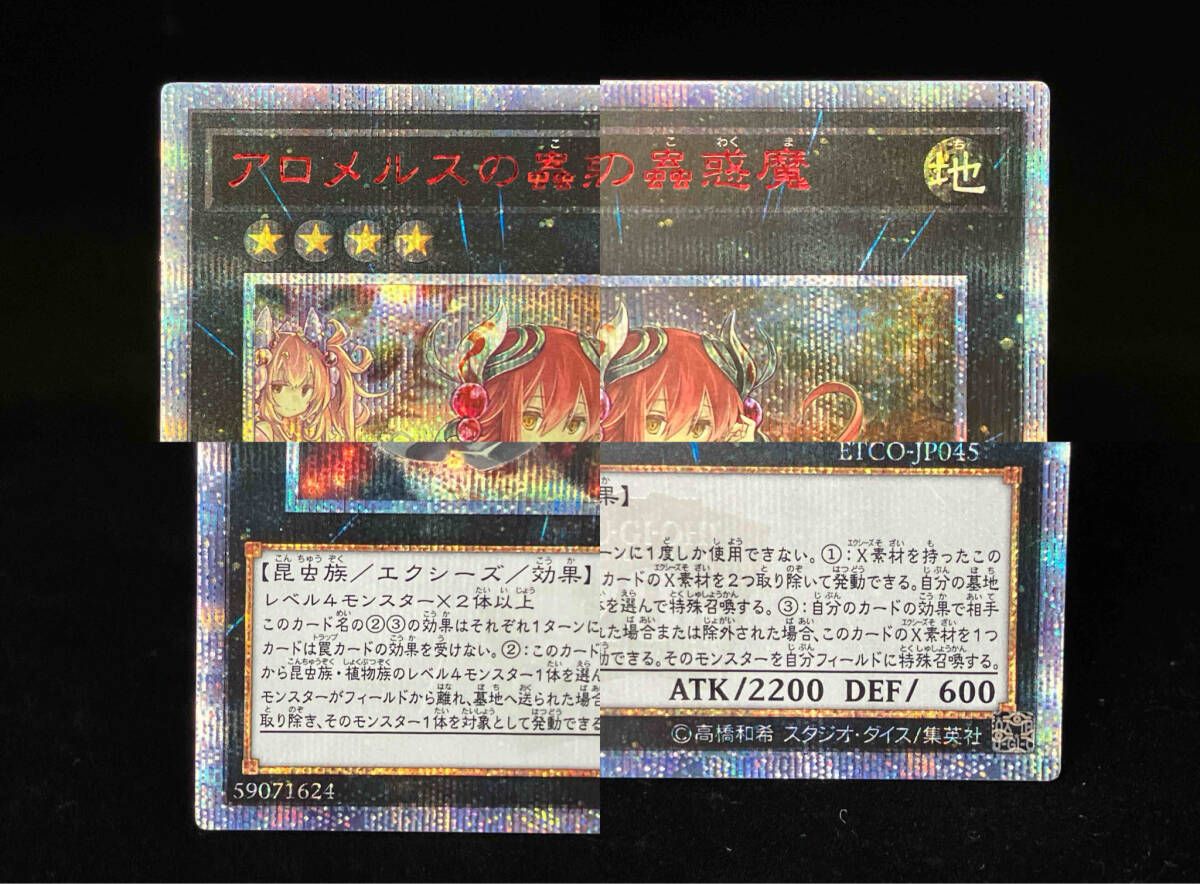 アロメルスの蟲惑の蟲惑魔
地
ETCO-JP045
【昆虫族/エクシーズ/効果】
果】
レベル4モンスター×2体以上
このカード名の②③の効果はそれぞれ1ターンに
カードは罠カードの効果を受けない。②:このカード
から昆虫族・植物族のレベル4モンスター1体を選ん
モンスターがフィールドから離れ、墓地へ送られた場合
取り除き、そのモンスター1体を対象として発動できる
ーンに1度しか使用できない。①:X素材を持ったこの
カードのX素材を2つ取り除いて発動できる。自分の墓地
体を選んで特殊召喚する。③:自分のカードの効果で相手
れた場合または除外された場合、このカードのX素材を1つ
動できる。そのモンスターを自分フィールドに特殊召喚する。
ATK/2200 DEF/ 600
59071624
©高橋和希 スタジオ・ダイス/集英社